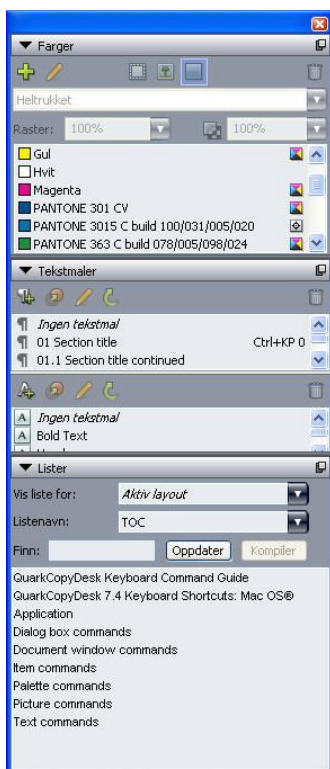 Farger
Heltrukket
Raster: 100% 100%
Gul
Hvit
Magenta
PANTONE 301 CV
PANTONE 3015 C build 100/031/005/020
PANTONE 363 C build 078/005/098/024
Tekstmaler
Ingen tekstmal
01 Section title Ctrl+KP 0
01.1 Section title continued
A Ingen tekstmal
A Bold Text
Lister
Vis liste for: Aktiv layout
Listenavn: TOC
Finn: Oppdater Kompiler
QuarkCopyDesk Keyboard Command Guide
QuarkCopyDesk 7.4 Keyboard Shortcuts: Mac OS®
Application
Dialog box commands
Document window commands
Item commands
Palette commands
Picture commands
Text commands